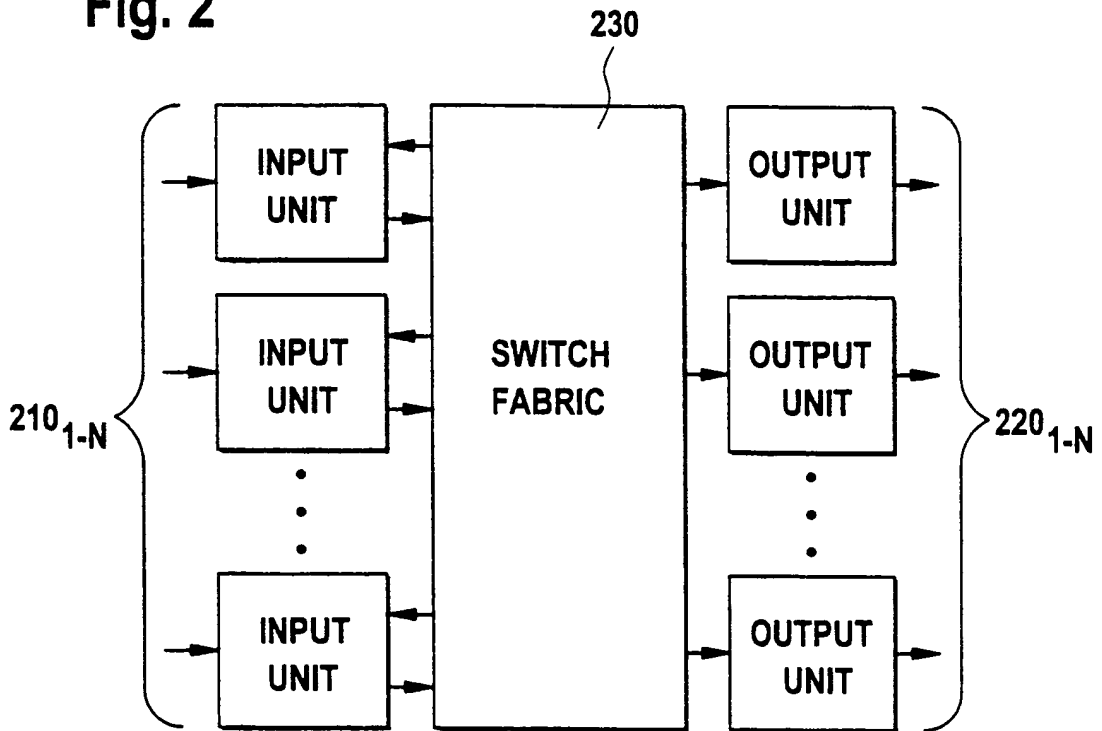 Fig. 2
230
INPUT
UNIT
OUTPUT
UNIT
INPUT
UNIT
SWITCH
FABRIC
OUTPUT
UNIT
210 1-N
220 1-N
INPUT
UNIT
OUTPUT
UNIT